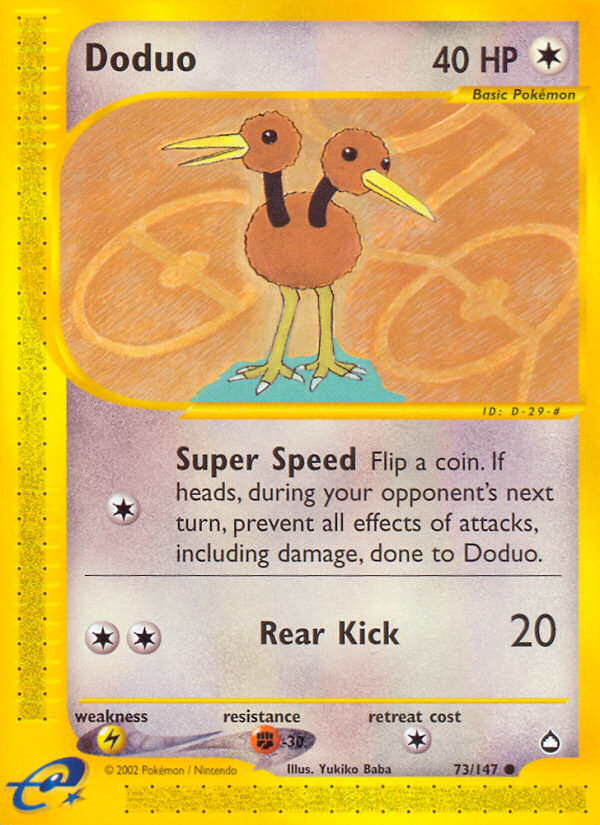 Doduo 40 HP
Basic Pokémon
ID: D-29-#
Super Speed Flip a coin. If
heads, during your opponent's next
turn, prevent all effects of attacks,
including damage, done to Doduo.
Rear Kick 20
weakness resistance retreat cost
-30
© 2002 Pokémon / Nintendo Illus. Yukiko Baba 73/147
e